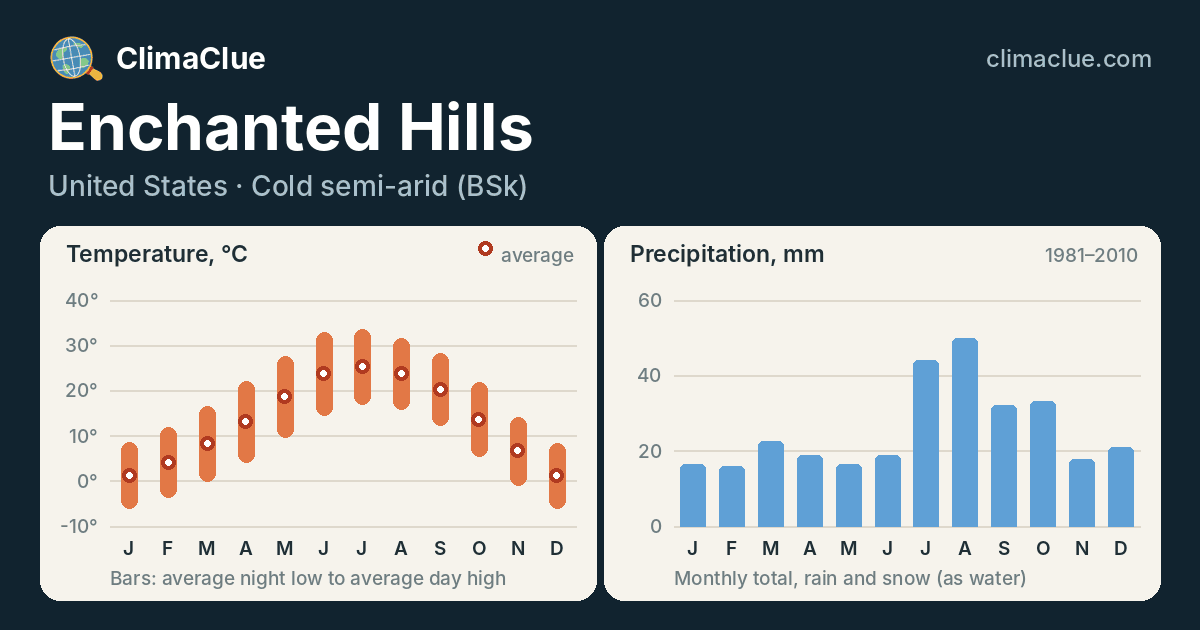 ClimaClue
climaclue.com
Enchanted Hills
United States · Cold semi-arid (BSk)
Temperature, °C
average
40°
30°
20°
10°
0°
-10°
J F M A M J J A S O N D
Bars: average night low to average day high
Precipitation, mm
1981–2010
60
40
20
0
J F M A M J J A S O N D
Monthly total, rain and snow (as water)